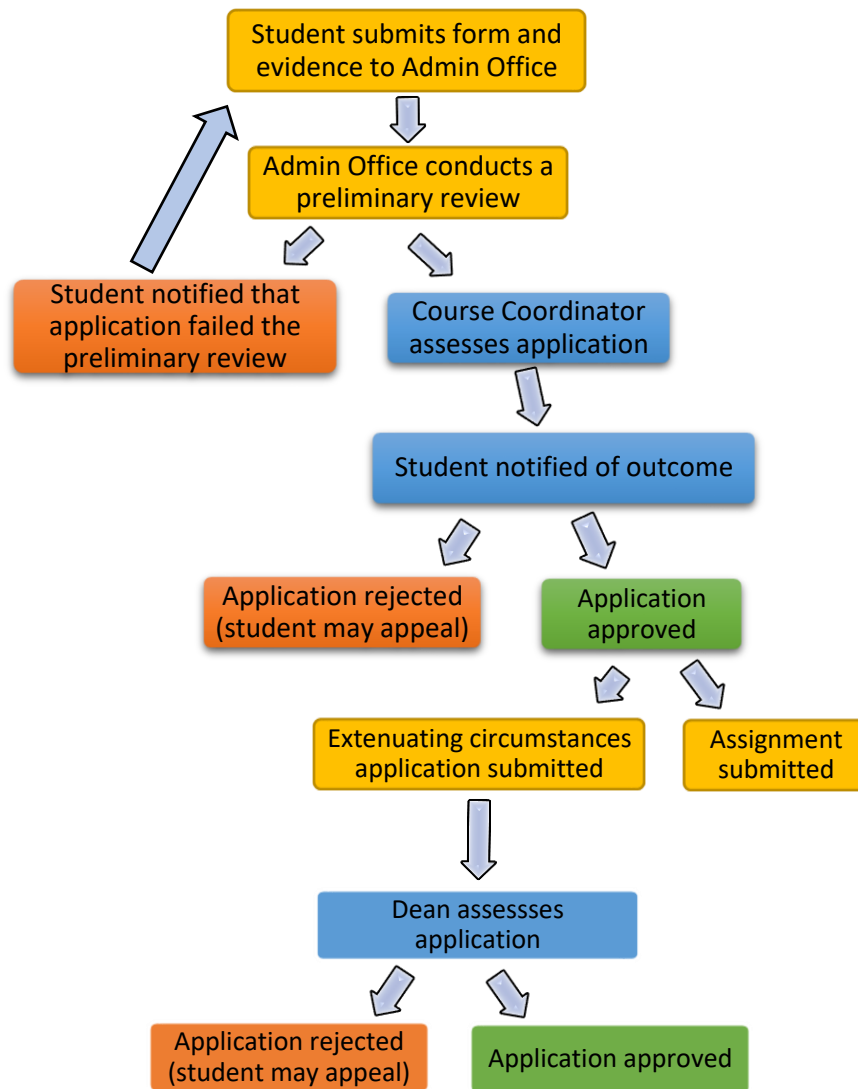 Student submits form and
evidence to Admin Office
Admin Office conducts a
preliminary review
Student notified that
application failed the
preliminary review
Course Coordinator
assesses application
Student notified of outcome
Application rejected
(student may appeal)
Application
approved
Extenuating circumstances
application submitted
Assignment
submitted
Dean assessses
application
Application rejected
(student may appeal)
Application approved